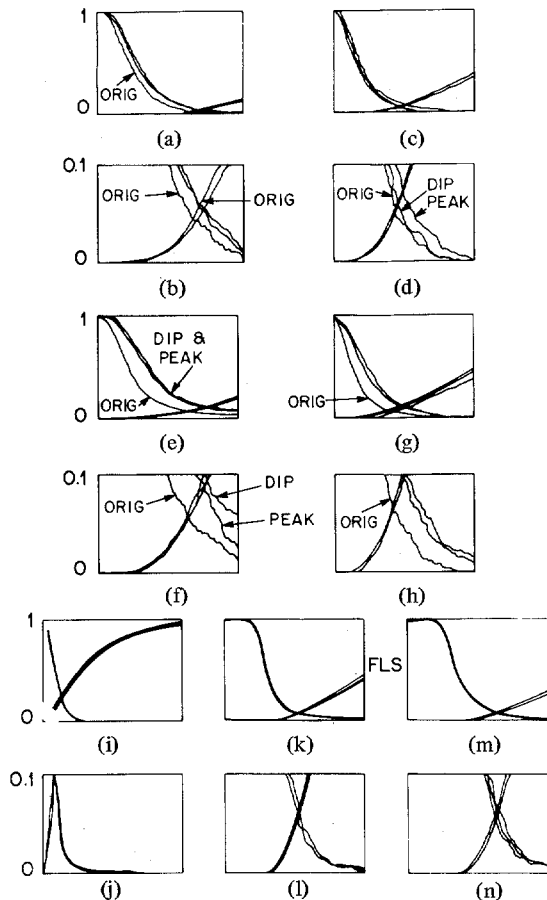 1
0
ORIG
(a)
(c)
0.1
0
ORIG
ORIG
(b)
ORIG
DIP
PEAK
(d)
1
0
DIP &
PEAK
ORIG
(e)
ORIG
(g)
0.1
0
ORIG
DIP
PEAK
(f)
ORIG
(h)
1
0
(i)
(k)
FLS
(m)
0.1
0
(j)
(l)
(n)